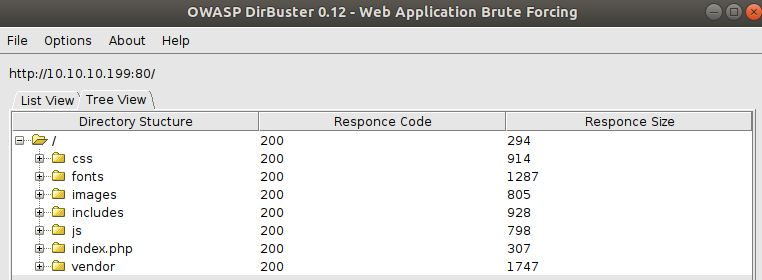 OWASP DirBuster 0.12 - Web Application Brute Forcing
File Options About Help
http://10.10.10.199:80/
List View Tree View
Directory Stucture Responce Code Responce Size
/ 200 294
css 200 914
fonts 200 1287
images 200 805
includes 200 928
js 200 798
index.php 200 307
vendor 200 1747